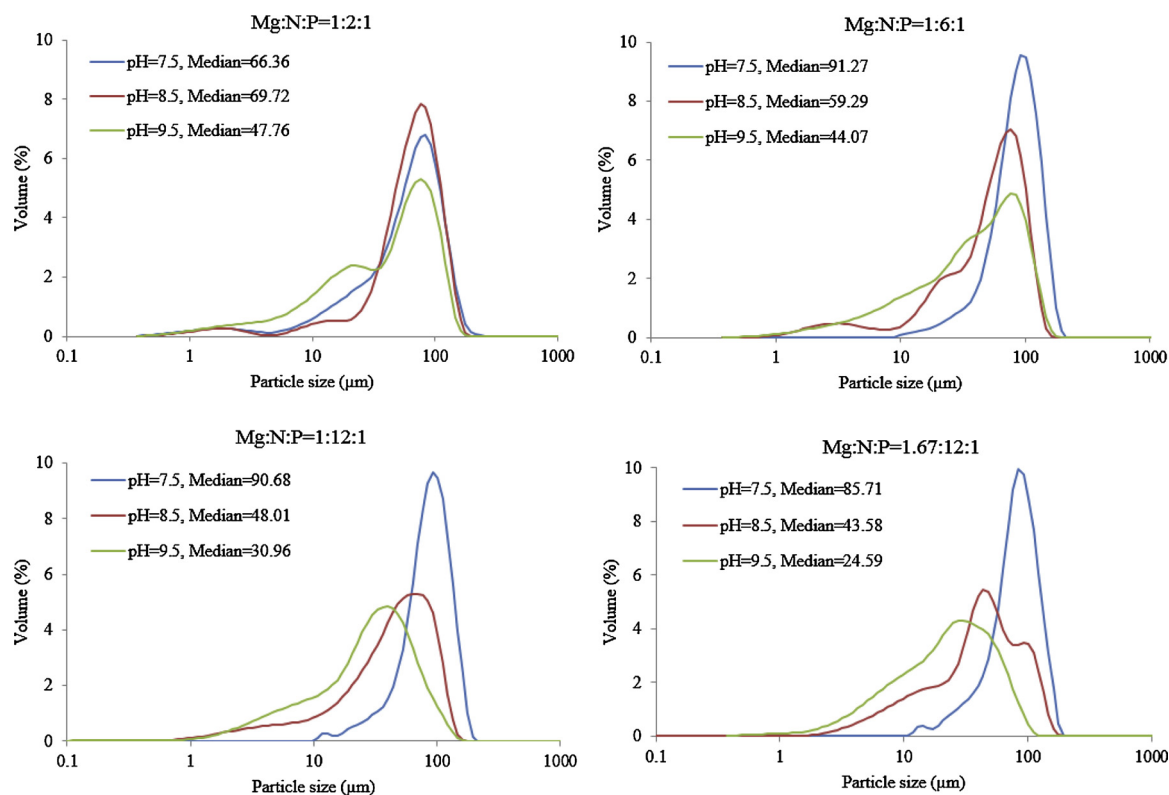 Mg:N:P=1:2:1
10
8
6
4
2
0
Volume (%)
pH=7.5, Median=66.36
pH=8.5, Median=69.72
pH=9.5, Median=47.76
0.1 1 10 100 1000
Particle size (µm)
Mg:N:P=1:6:1
10
8
6
4
2
0
Volume (%)
pH=7.5, Median=91.27
pH=8.5, Median=59.29
pH=9.5, Median=44.07
0.1 1 10 100 1000
Particle size (µm)
Mg:N:P=1:12:1
10
8
6
4
2
0
Volume (%)
pH=7.5, Median=90.68
pH=8.5, Median=48.01
pH=9.5, Median=30.96
0.1 1 10 100 1000
Particle size (µm)
Mg:N:P=1.67:12:1
10
8
6
4
2
0
Volume (%)
pH=7.5, Median=85.71
pH=8.5, Median=43.58
pH=9.5, Median=24.59
0.1 1 10 100 1000
Particle size (µm)